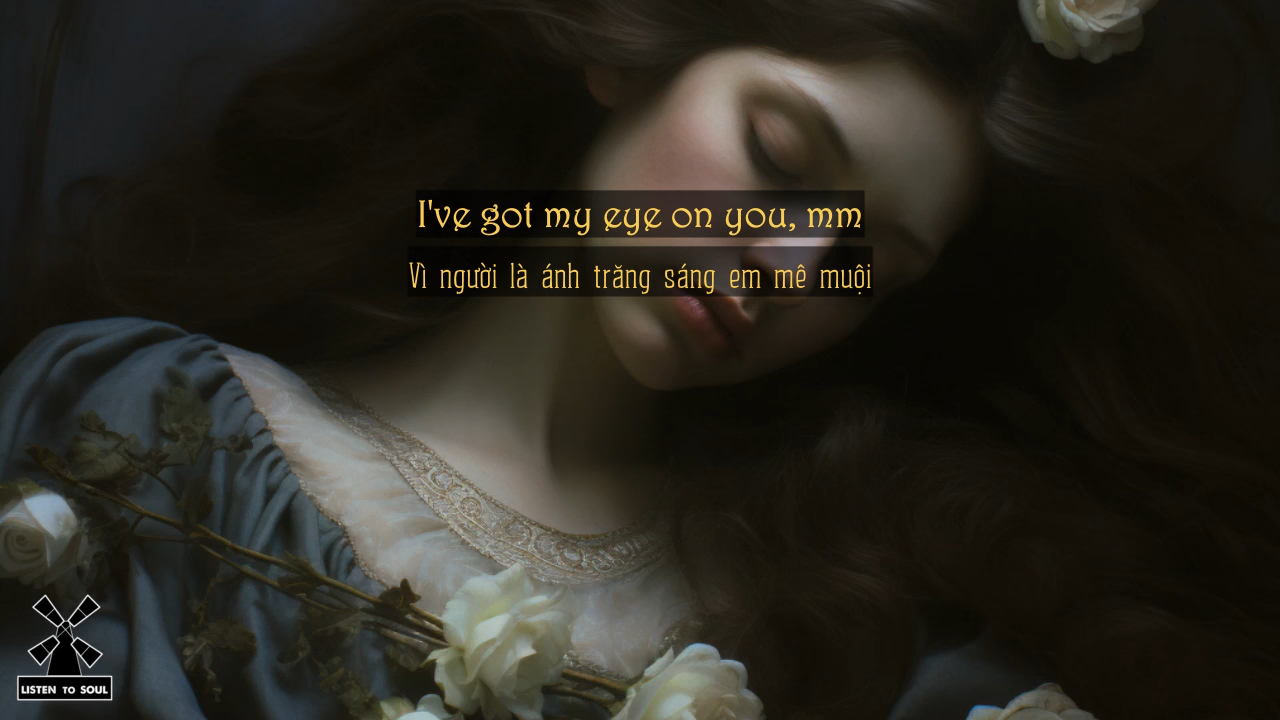 I've got my eye on you, mm
Vì người là ánh trăng sáng em mê muội
LISTEN TO SOUL